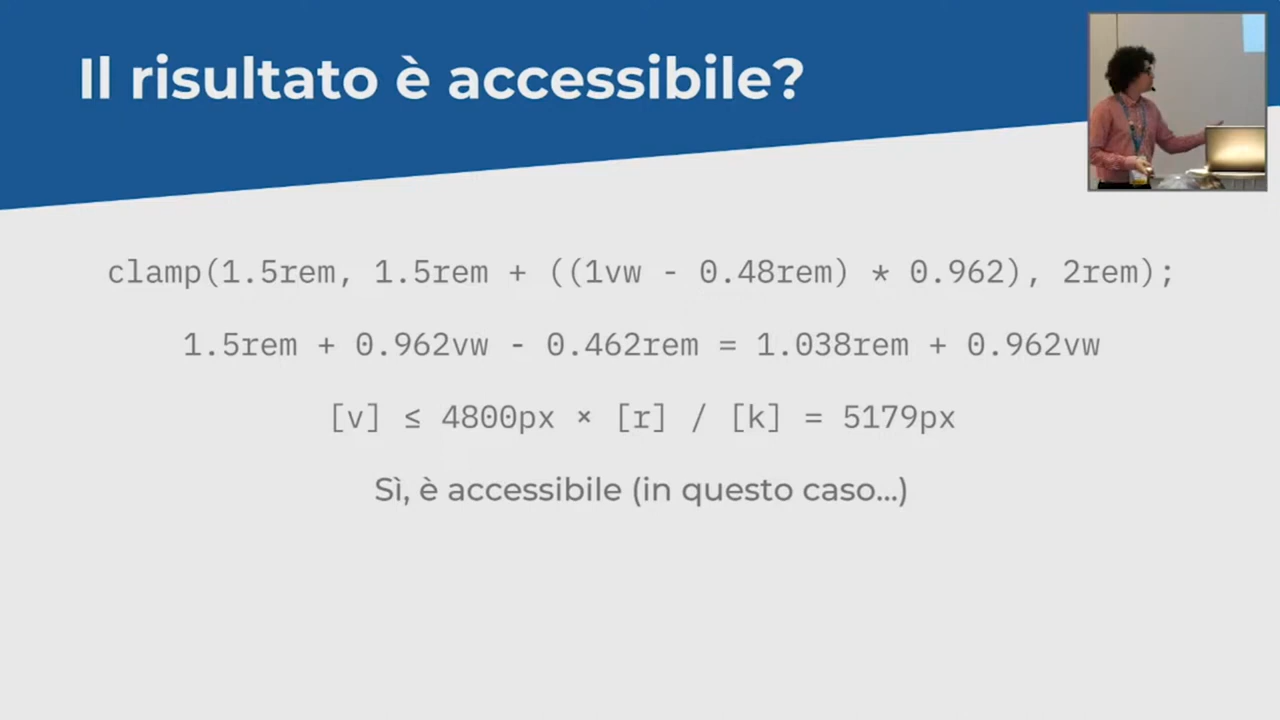 Il risultato è accessibile?
clamp(1.5rem, 1.5rem + ((1vw - 0.48rem) * 0.962), 2rem);
1.5rem + 0.962vw - 0.462rem = 1.038rem + 0.962vw
[v] ≤ 4800px × [r] / [k] = 5179px
Sì, è accessibile (in questo caso...)